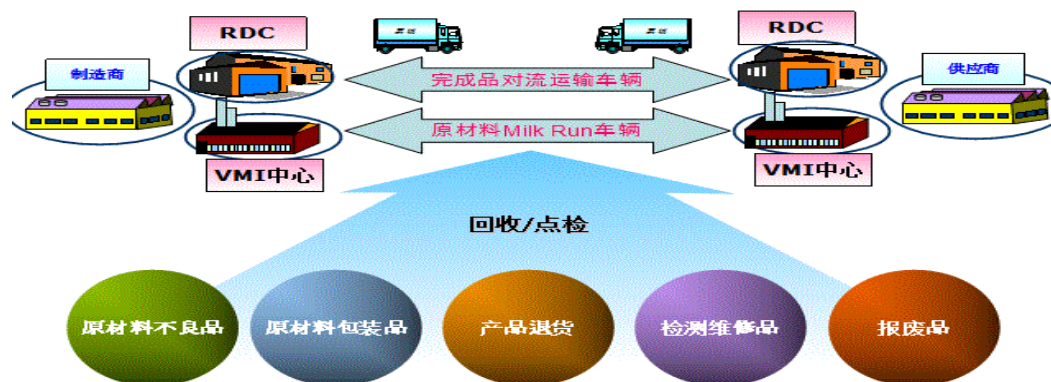 RDC
RDC
制造商
供应商
完成品对流运输车辆
原材料Milk Run车辆
VMI中心
VMI中心
回收/点检
原材料不良品
原材料包装品
产品退货
检测维修品
报废品